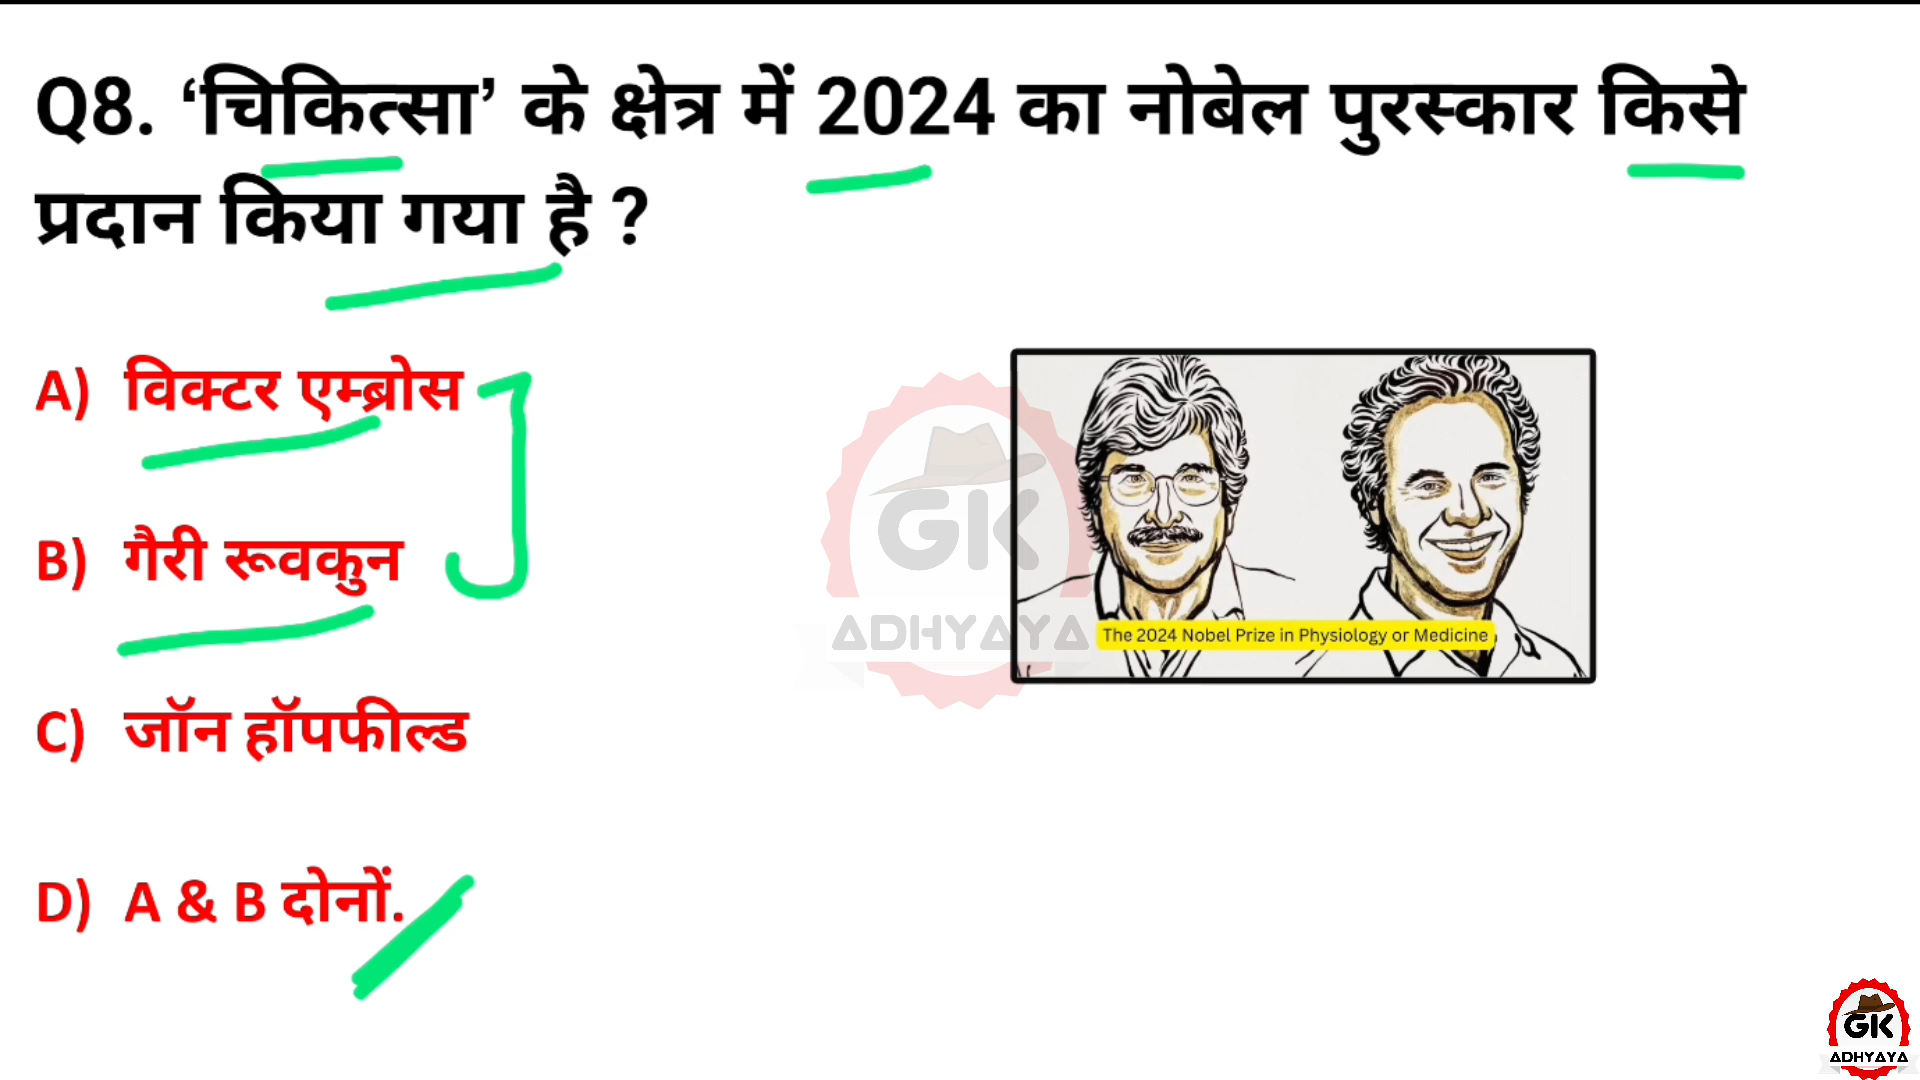 Q8. ‘चिकित्सा’ के क्षेत्र में 2024 का नोबेल पुरस्कार किसे
प्रदान किया गया है ?
A) विक्टर एम्ब्रोस
B) गैरी रूवकुन
C) जॉन हॉपफील्ड
D) A & B दोनों.
GK
ADHYAYA
The 2024 Nobel Prize in Physiology or Medicine
GK
ADHYAYA